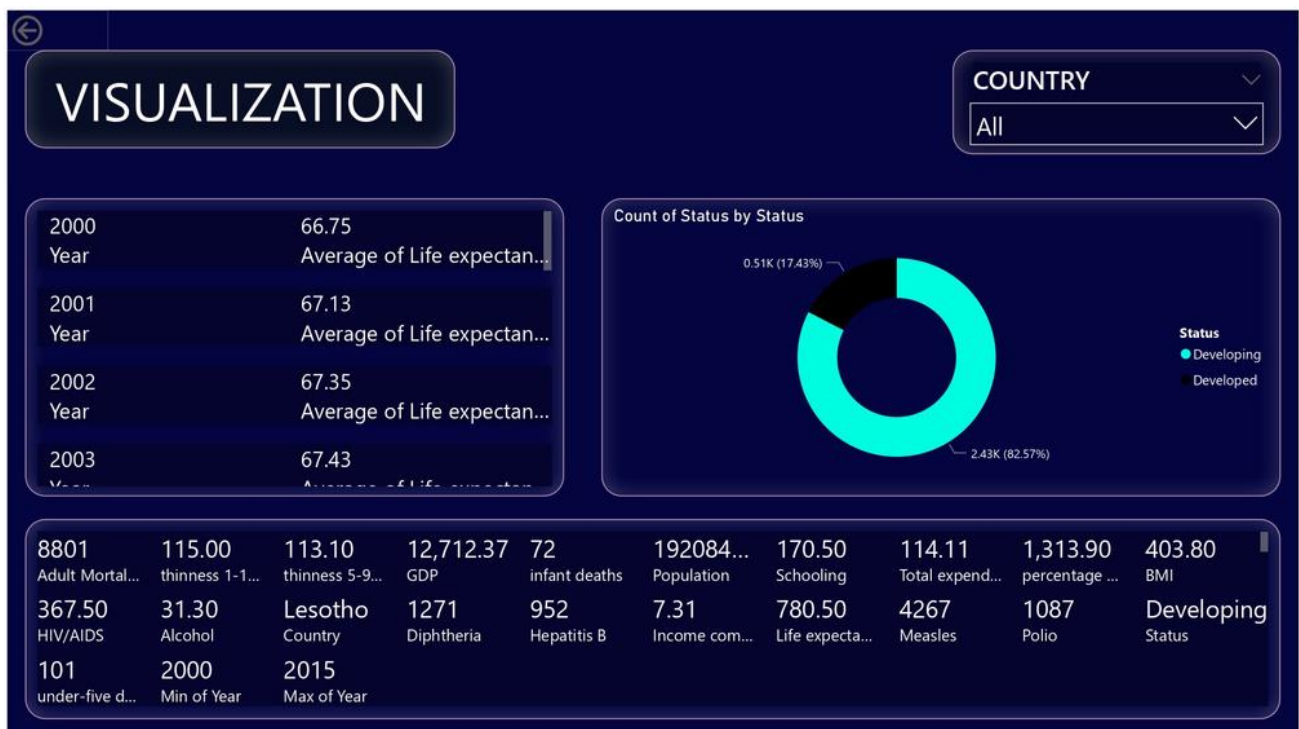 VISUALIZATION
COUNTRY
All
2000 66.75
Year Average of Life expectan...
2001 67.13
Year Average of Life expectan...
2002 67.35
Year Average of Life expectan...
2003 67.43
Year Average of Life expectan
Count of Status by Status
0.51K (17.43%)
2.43K (82.57%)
Status
Developing
Developed
8801 115.00 113.10 12,712.37 72 192084... 170.50 114.11 1,313.90 403.80
Adult Mortal... thinness 1-1... thinness 5-9... GDP infant deaths Population Schooling Total expend... percentage ... BMI
367.50 31.30 Lesotho 1271 952 7.31 780.50 4267 1087 Developing
HIV/AIDS Alcohol Country Diphtheria Hepatitis B Income com... Life expecta... Measles Polio Status
101 2000 2015
under-five d... Min of Year Max of Year